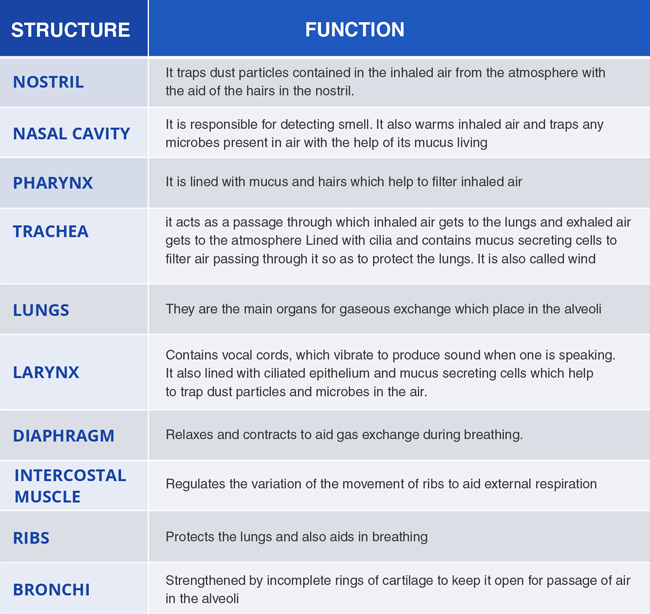 STRUCTURE
FUNCTION
NOSTRIL
It traps dust particles contained in the inhaled air from the atmosphere with
the aid of the hairs in the nostril.
NASAL CAVITY
It is responsible for detecting smell. It also warms inhaled air and traps any
microbes present in air with the help of its mucus living
PHARYNX
It is lined with mucus and hairs which help to filter inhaled air
TRACHEA
it acts as a passage through which inhaled air gets to the lungs and exhaled air
gets to the atmosphere Lined with cilia and contains mucus secreting cells to
filter air passing through it so as to protect the lungs. It is also called wind
LUNGS
They are the main organs for gaseous exchange which place in the alveoli
LARYNX
Contains vocal cords, which vibrate to produce sound when one is speaking.
It also lined with ciliated epithelium and mucus secreting cells which help
to trap dust particles and microbes in the air.
DIAPHRAGM
Relaxes and contracts to aid gas exchange during breathing.
INTERCOSTAL
MUSCLE
Regulates the variation of the movement of ribs to aid external respiration
RIBS
Protects the lungs and also aids in breathing
BRONCHI
Strengthened by incomplete rings of cartilage to keep it open for passage of air
in the alveoli